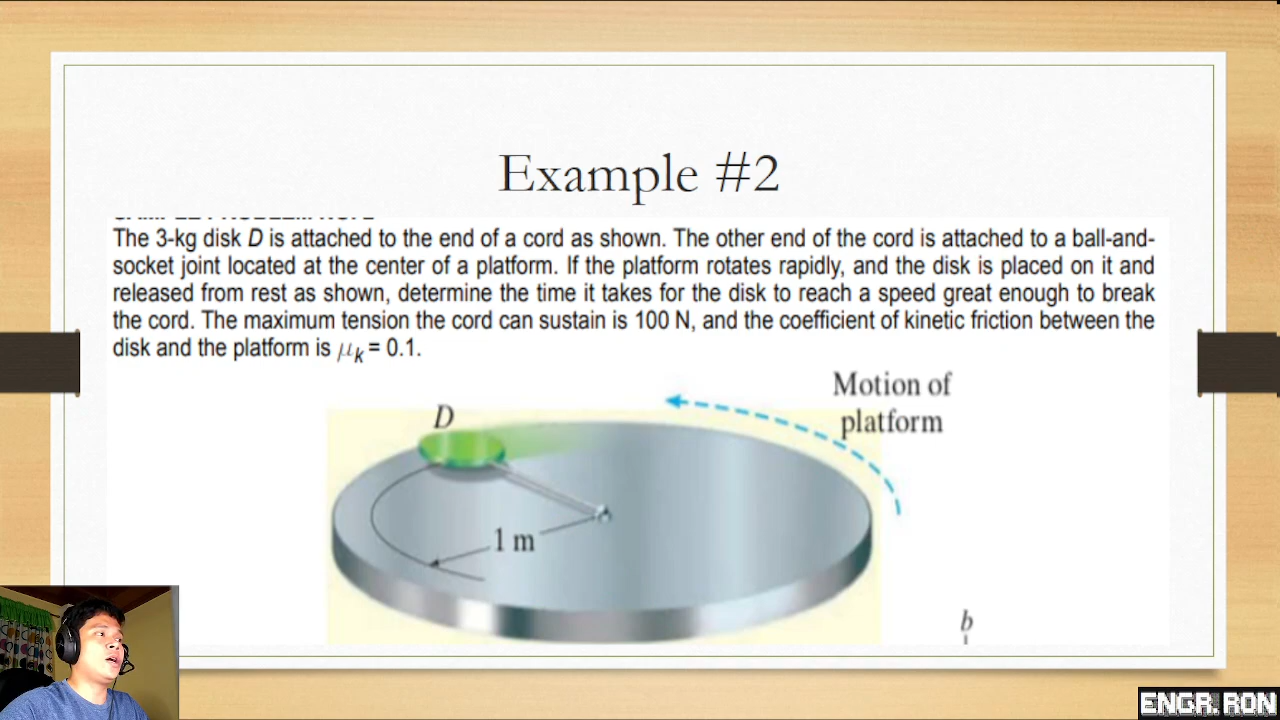 Example #2
The 3-kg disk D is attached to the end of a cord as shown. The other end of the cord is attached to a ball-and-
socket joint located at the center of a platform. If the platform rotates rapidly, and the disk is placed on it and
released from rest as shown, determine the time it takes for the disk to reach a speed great enough to break
the cord. The maximum tension the cord can sustain is 100 N, and the coefficient of kinetic friction between the
disk and the platform is μk = 0.1.
Motion of
platform
D
1 m
b
ENGR. RON